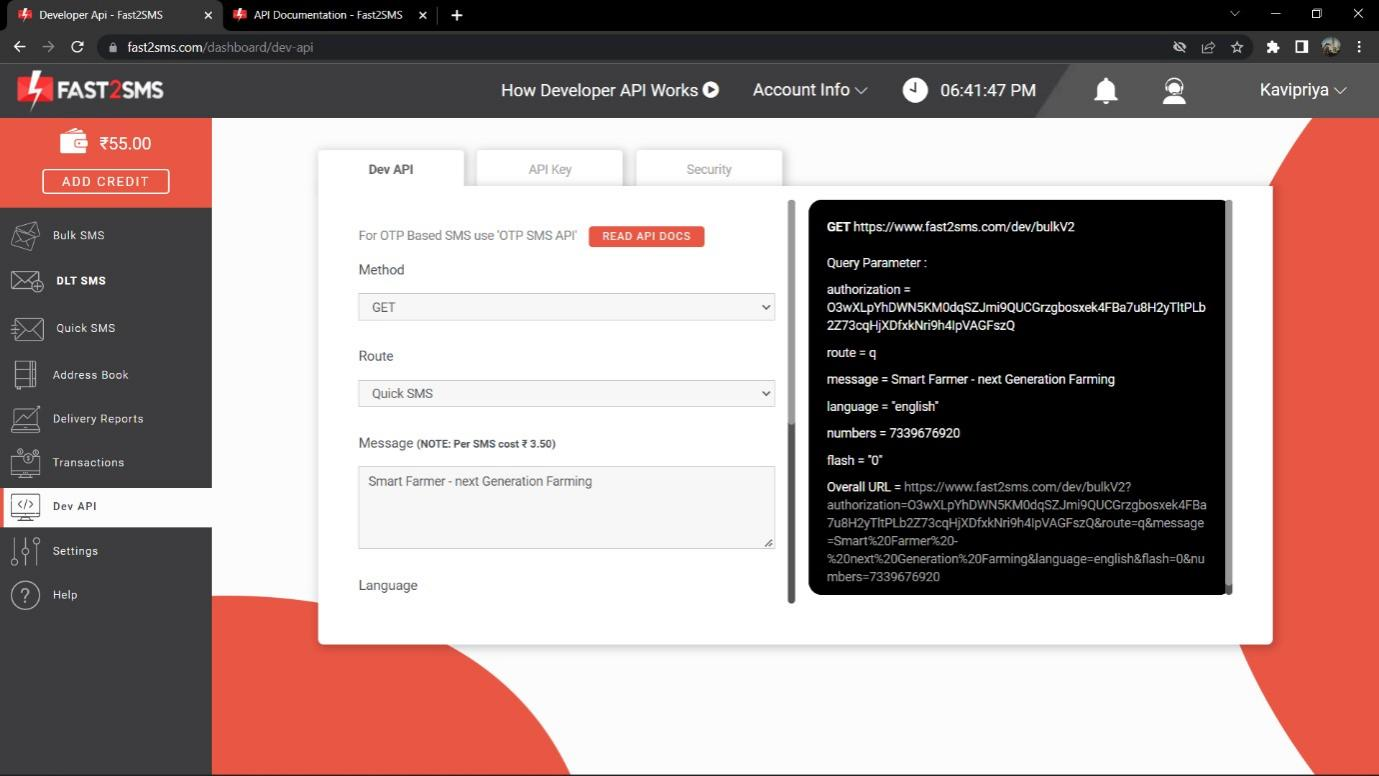 Developer Api - Fast2SMS
API Documentation - Fast2SMS
fast2sms.com/dashboard/dev-api
FAST2SMS
How Developer API Works
Account Info
06:41:47 PM
Kavipriya
₹55.00
ADD CREDIT
Bulk SMS
DLT SMS
Quick SMS
Address Book
Delivery Reports
Transactions
Dev API
Settings
Help
Dev API
API Key
Security
For OTP Based SMS use 'OTP SMS API'
READ API DOCS
Method
GET
Route
Quick SMS
Message (NOTE: Per SMS cost ₹ 3.50)
Smart Farmer - next Generation Farming
Language
GET https://www.fast2sms.com/dev/bulkV2
Query Parameter :
authorization =
O3wXLpYhDWN5KM0dqSZJmi9QUCGrzgbosxek4FBa7u8H2yTltPLb
2Z73cqHjXDfxkNri9h4IpVAGFszQ
route = q
message = Smart Farmer - next Generation Farming
language = "english"
numbers = 7339676920
flash = "0"
Overall URL = https://www.fast2sms.com/dev/bulkV2?
authorization=O3wXLpYhDWN5KM0dqSZJmi9QUCGrzgbosxek4FBa
7u8H2yTltPLb2Z73cqHjXDfxkNri9h4IpVAGFszQ&route=q&message
=Smart%20Farmer%20-
%20next%20Generation%20Farming&language=english&flash=0&nu
mbers=7339676920